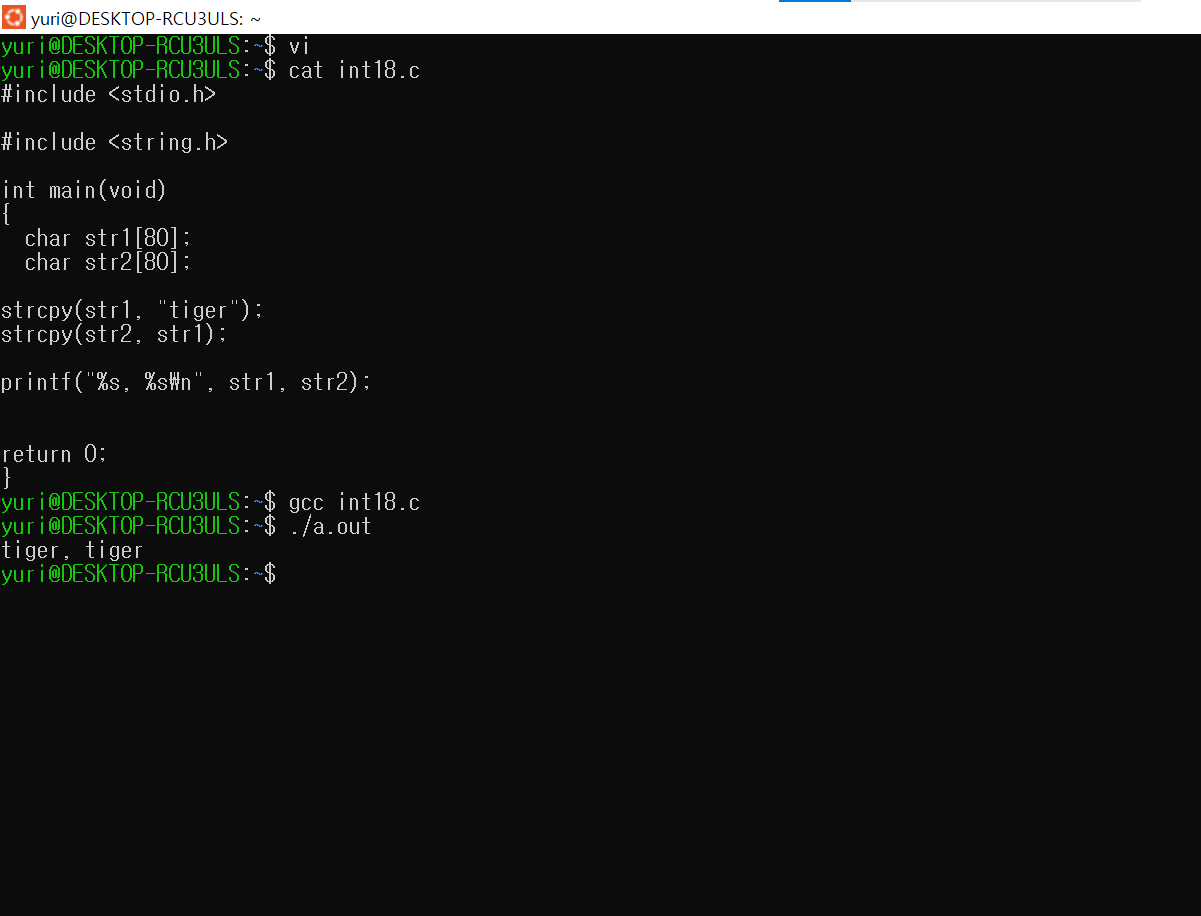 yuri@DESKTOP-RCU3ULS: ~
yuri@DESKTOP-RCU3ULS:~$ vi
yuri@DESKTOP-RCU3ULS:~$ cat int18.c
#include <stdio.h>
#include <string.h>
int main(void)
{
  char str1[80];
  char str2[80];
strcpy(str1, "tiger");
strcpy(str2, str1);
printf("%s, %s₩n", str1, str2);
return 0;
}
yuri@DESKTOP-RCU3ULS:~$ gcc int18.c
yuri@DESKTOP-RCU3ULS:~$ ./a.out
tiger, tiger
yuri@DESKTOP-RCU3ULS:~$